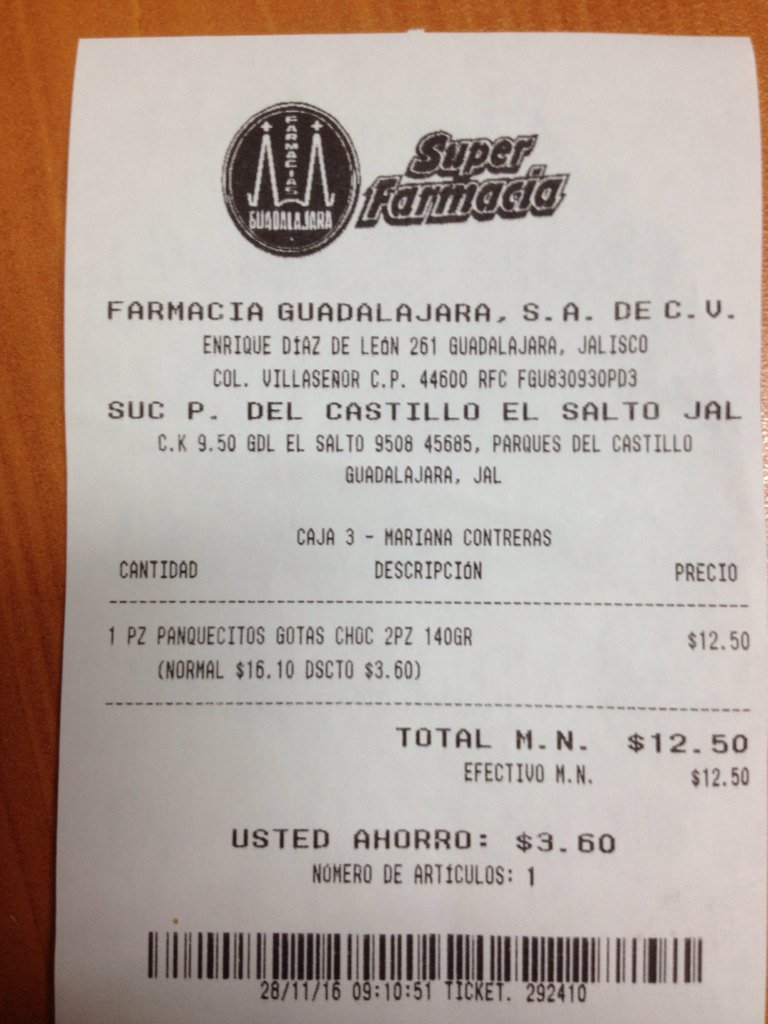 FARMACIAS
GUADALAJARA
Super
Farmacia
FARMACIA GUADALAJARA, S.A. DE C.V.
ENRIQUE DÍAZ DE LEÓN 261 GUADALAJARA, JALISCO
COL. VILLASEÑOR C.P. 44600 RFC FGU830930PD3
SUC P. DEL CASTILLO EL SALTO JAL
C.K 9.50 GDL EL SALTO 9508 45685, PARQUES DEL CASTILLO
GUADALAJARA, JAL
CAJA 3 - MARIANA CONTRERAS
CANTIDAD DESCRIPCIÓN PRECIO
1 PZ PANQUECITOS GOTAS CHOC 2PZ 140GR $12.50
(NORMAL $16.10 DSCTO $3.60)
TOTAL M.N. $12.50
EFECTIVO M.N. $12.50
USTED AHORRO: $3.60
NÚMERO DE ARTÍCULOS: 1
28/11/16 09:10:51 TICKET. 292410